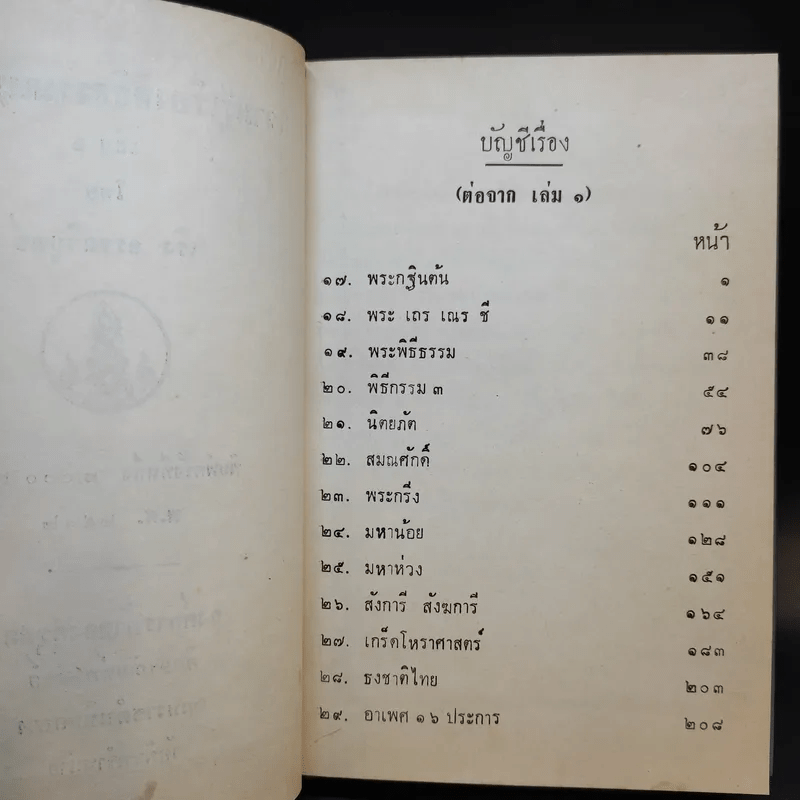 บัญชีเรื่อง
(ต่อจาก เล่ม ๑)
หน้า
๑๗. พระกฐินต้น ๑
๑๘. พระ เถร เณร ชี ๑๑
๑๙. พระพิธีธรรม ๓๘
๒๐. พิธีกรรม ๓ ๕๔
๒๑. นิตยภัต ๗๖
๒๒. สมณศักดิ์ ๑๐๔
๒๓. พระกริ่ง ๑๑๑
๒๔. มหาน้อย ๑๒๘
๒๕. มหาห่วง ๑๕๑
๒๖. สังการี สังฆการี ๑๖๔
๒๗. เกร็ดโหราศาสตร์ ๑๘๓
๒๘. ธงชาติไทย ๒๐๓
๒๙. อาเพศ ๑๖ ประการ ๒๐๘